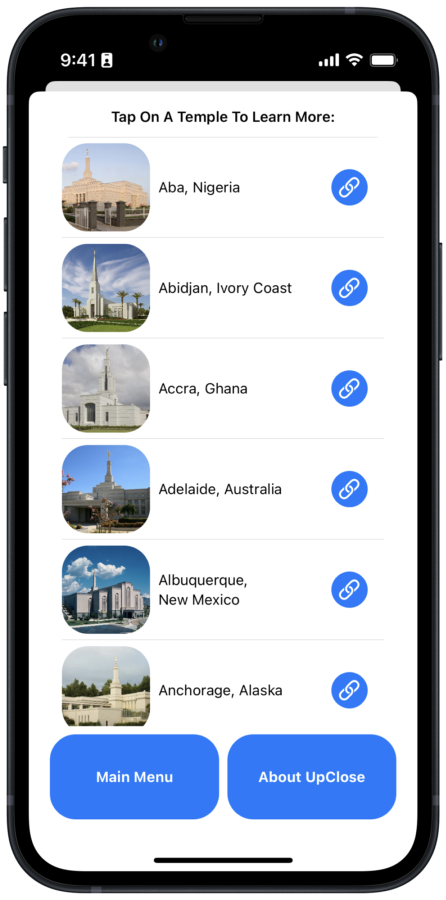 9:41
Tap On A Temple To Learn More:
Aba, Nigeria
Abidjan, Ivory Coast
Accra, Ghana
Adelaide, Australia
Albuquerque,
New Mexico
Anchorage, Alaska
Main Menu
About UpClose